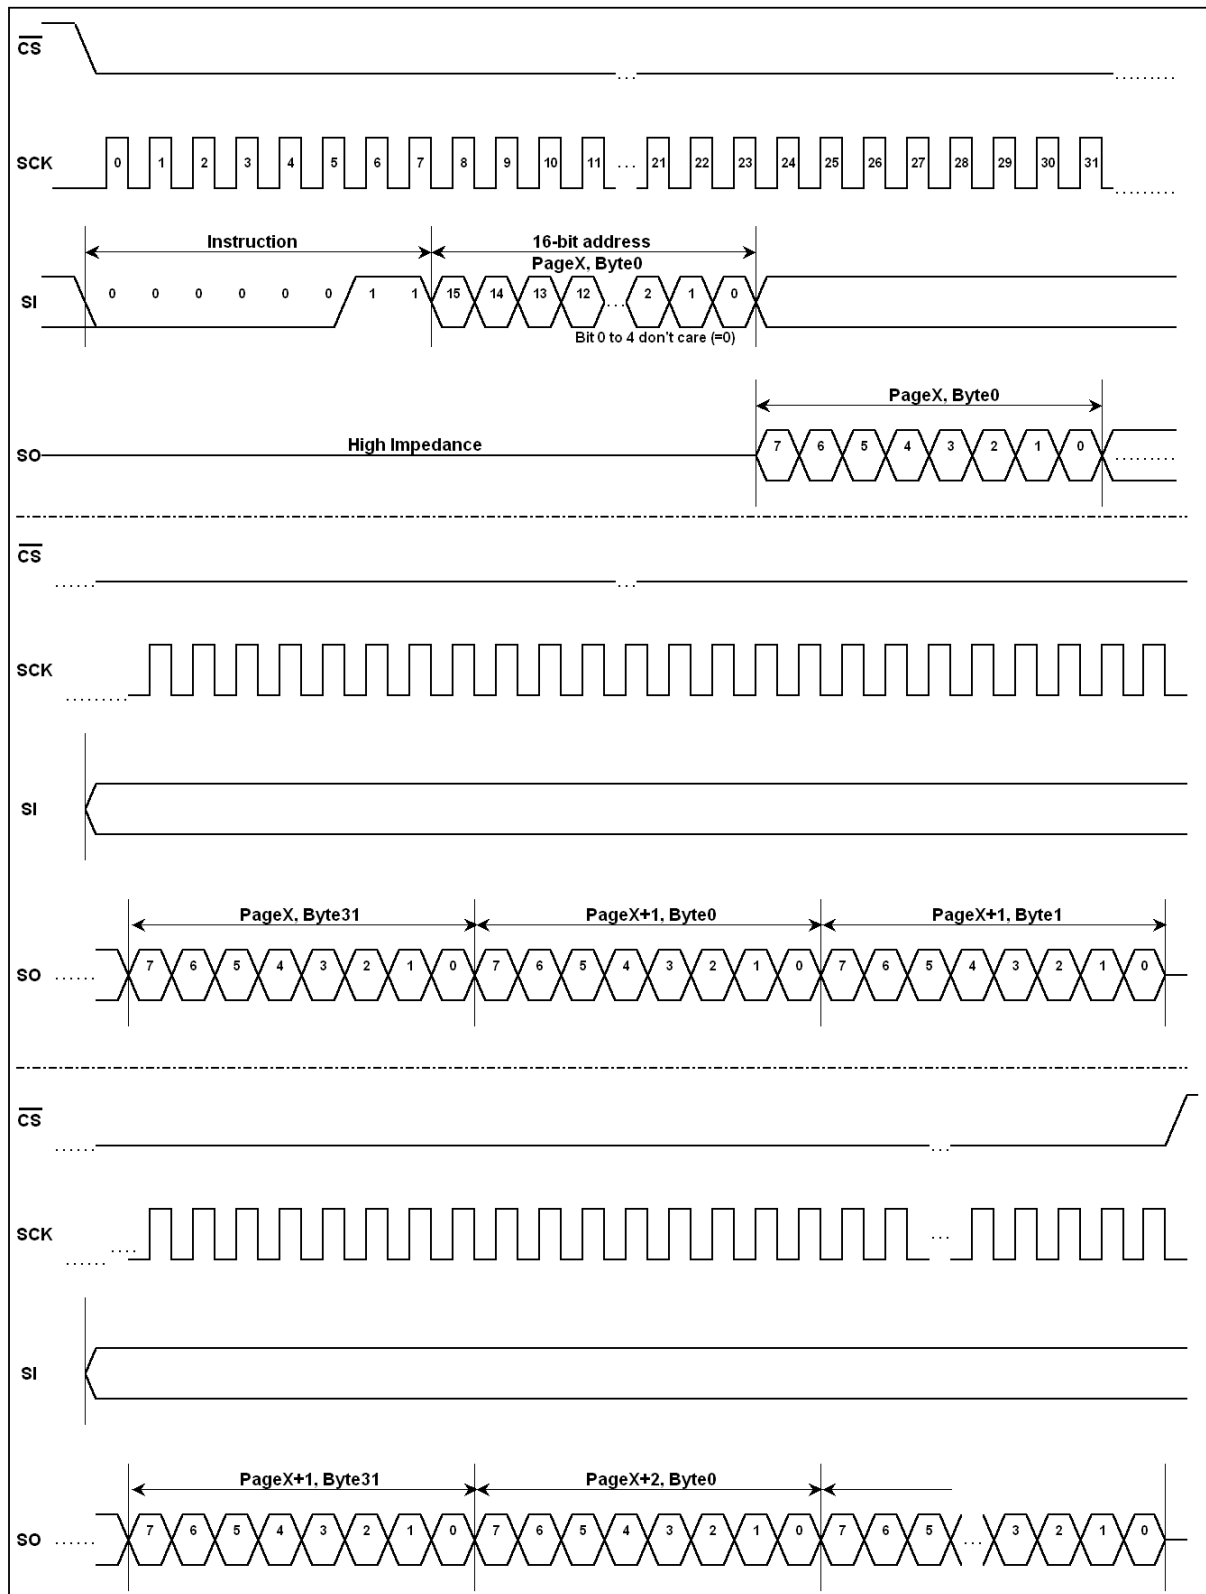 CS
...
.........
SCK
0 1 2 3 4 5 6 7 8 9 10 11 ... 21 22 23 24 25 26 27 28 29 30 31
.........
Instruction
16-bit address
PageX, Byte0
SI
0 0 0 0 0 0 1 1 15 14 13 12 ... 2 1 0
Bit 0 to 4 don't care (=0)
PageX, Byte0
SO
High Impedance
7 6 5 4 3 2 1 0 .........
CS
...... ...
SCK
.........
SI
PageX, Byte31 PageX+1, Byte0 PageX+1, Byte1
SO ...... 7 6 5 4 3 2 1 0 7 6 5 4 3 2 1 0 7 6 5 4 3 2 1 0
CS
...... ...
SCK
...... .... ...
SI
PageX+1, Byte31 PageX+2, Byte0
SO ...... 7 6 5 4 3 2 1 0 7 6 5 4 3 2 1 0 7 6 5 ... 3 2 1 0